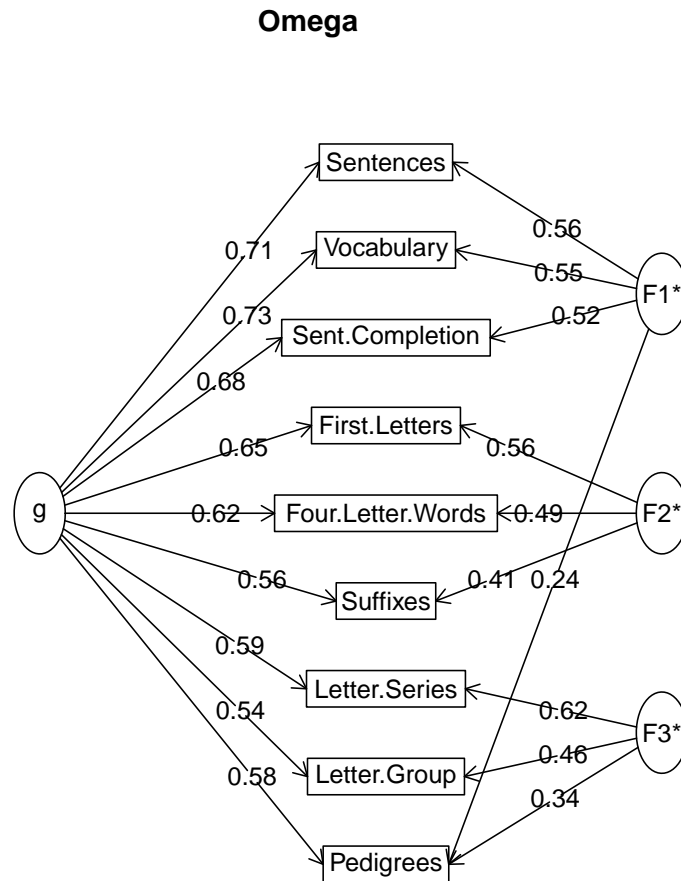 Omega
Sentences
0.56
0.71
Vocabulary
0.55
F1*
0.73
0.52
Sent.Completion
0.68
First.Letters
0.65
0.56
g
0.62
Four.Letter.Words
0.49
F2*
0.56
0.41
0.24
Suffixes
0.59
Letter.Series
0.54
0.62
F3*
0.46
0.58
Letter.Group
0.34
Pedigrees